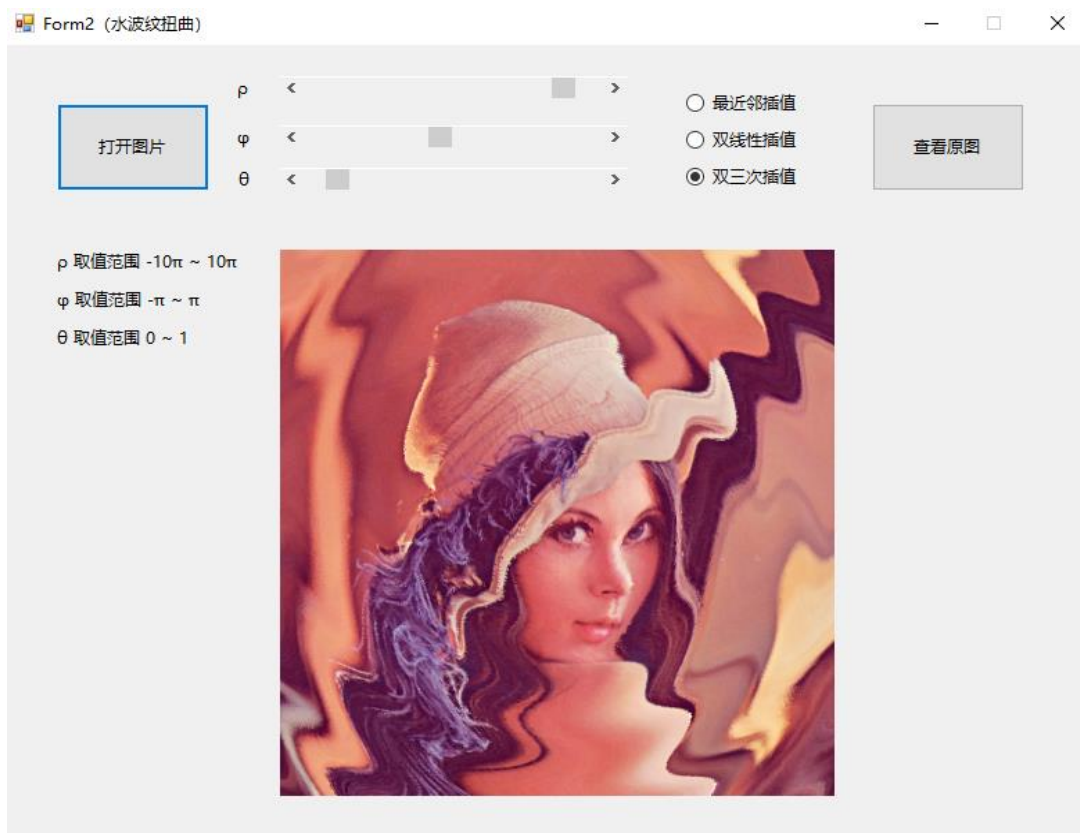 Form2（水波纹扭曲）
打开图片
ρ
φ
θ
最近邻插值
双线性插值
双三次插值
查看原图
ρ 取值范围 -10π ~ 10π
φ 取值范围 -π ~ π
θ 取值范围 0 ~ 1